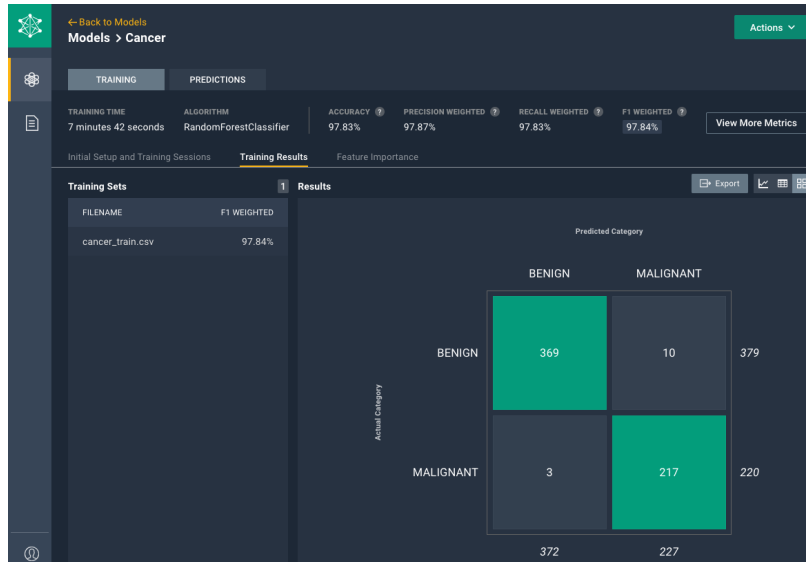 ←Back to Models
Models > Cancer
Actions
TRAINING PREDICTIONS
TRAINING TIME ALGORITHM ACCURACY ? PRECISION WEIGHTED ? RECALL WEIGHTED ? F1 WEIGHTED ?
7 minutes 42 seconds RandomForestClassifier 97.83% 97.87% 97.83% 97.84% View More Metrics
Initial Setup and Training Sessions Training Results Feature Importance
Training Sets 1 Results Export
FILENAME F1 WEIGHTED
cancer_train.csv 97.84%
Predicted Category
BENIGN MALIGNANT
BENIGN 369 10 379
Actual Category
MALIGNANT 3 217 220
372 227